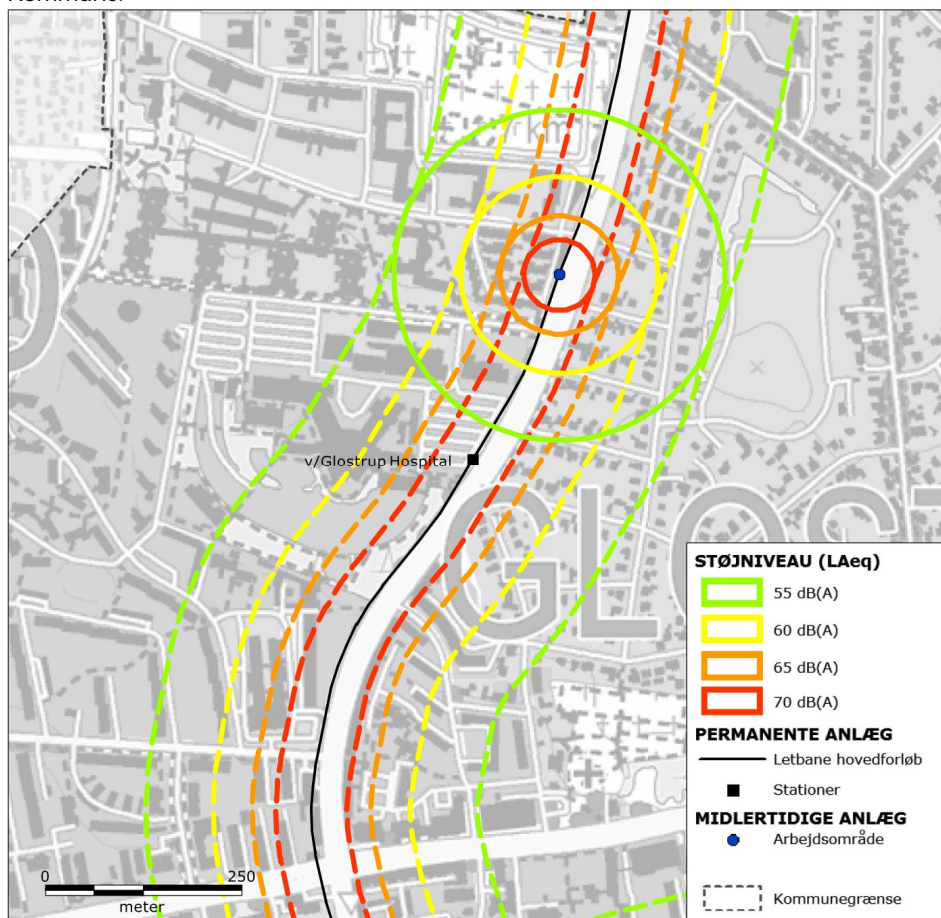 v/Glostrup Hospital
GLOST
STØJNIVEAU (LAeq)
55 dB(A)
60 dB(A)
65 dB(A)
70 dB(A)
PERMANENTE ANLÆG
Letbane hovedforløb
Stationer
MIDLERTIDIGE ANLÆG
Arbejdsområde
Kommunegrænse
0 250
meter